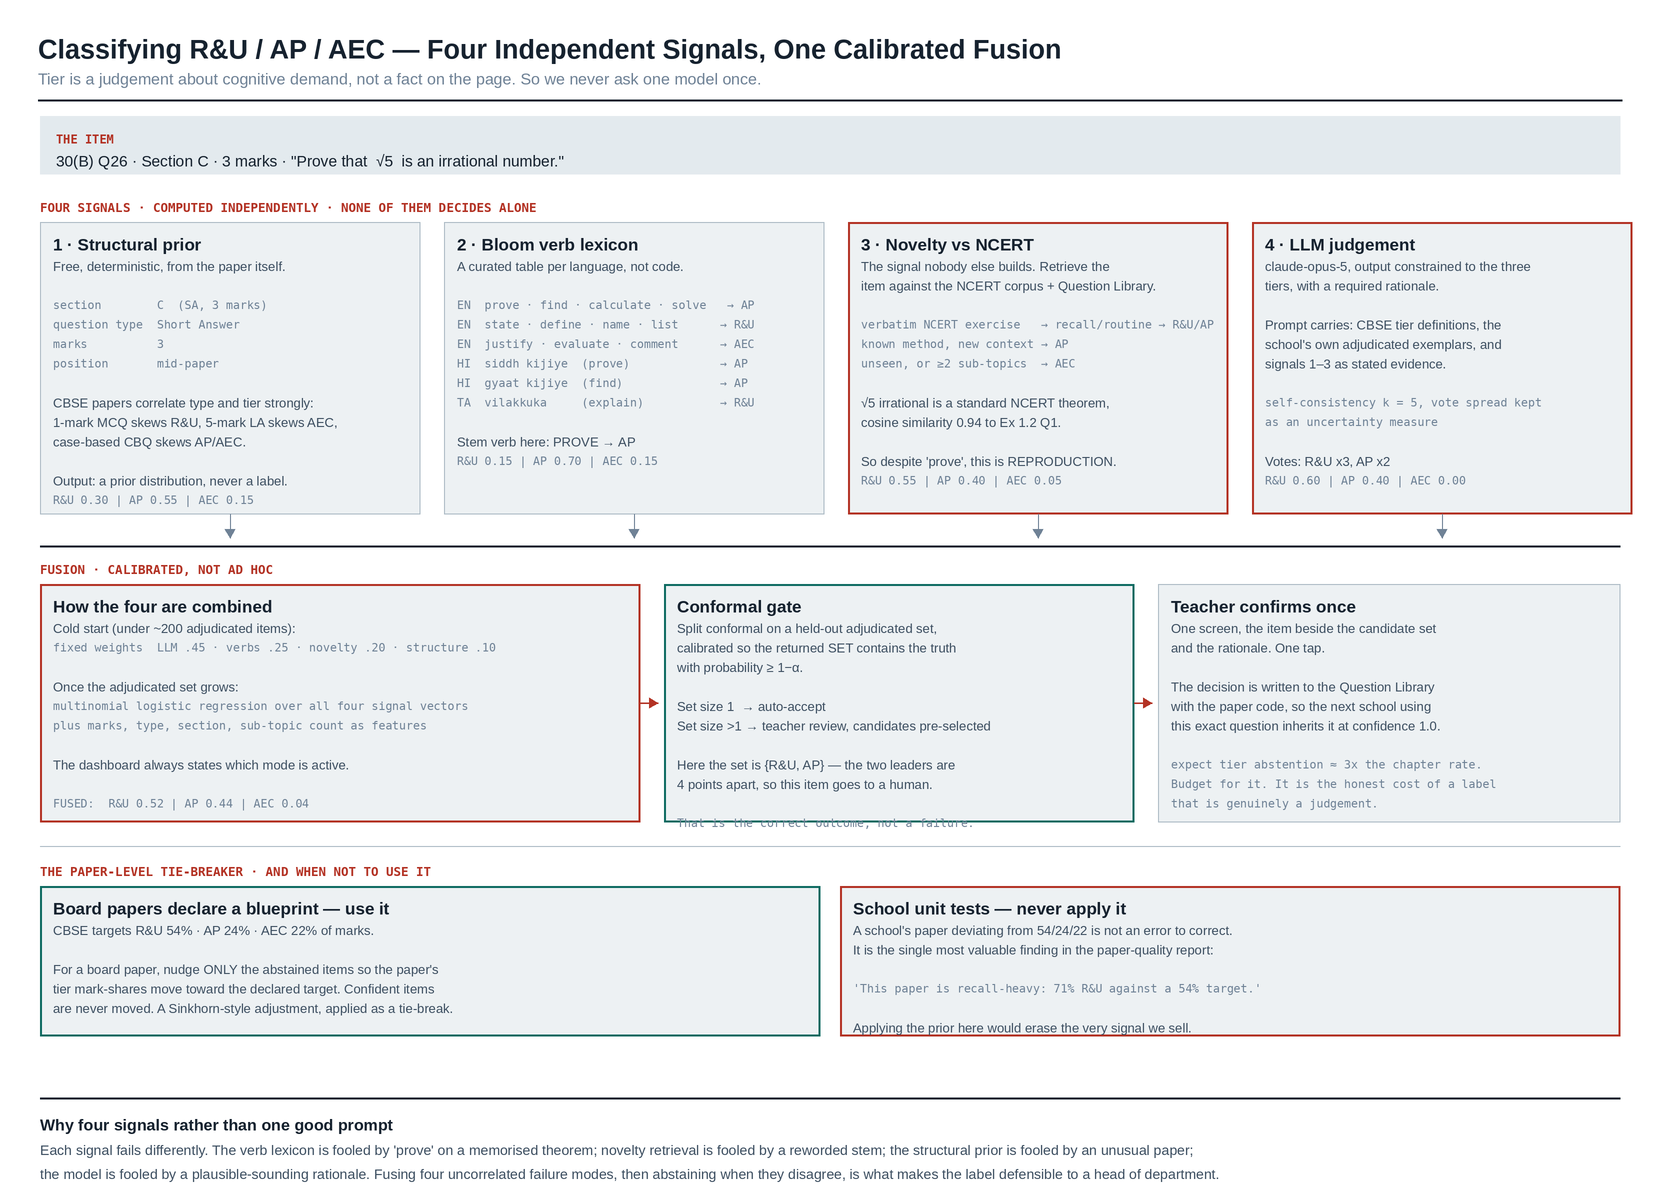 Classifying R&U / AP / AEC — Four Independent Signals, One Calibrated Fusion
Tier is a judgement about cognitive demand, not a fact on the page. So we never ask one model once.
THE ITEM
30(B) Q26 · Section C · 3 marks · "Prove that √5 is an irrational number."
FOUR SIGNALS · COMPUTED INDEPENDENTLY · NONE OF THEM DECIDES ALONE
1 · Structural prior
Free, deterministic, from the paper itself.
section C (SA, 3 marks)
question type Short Answer
marks 3
position mid-paper
CBSE papers correlate type and tier strongly:
1-mark MCQ skews R&U, 5-mark LA skews AEC,
case-based CBQ skews AP/AEC.
Output: a prior distribution, never a label.
R&U 0.30 | AP 0.55 | AEC 0.15
2 · Bloom verb lexicon
A curated table per language, not code.
EN prove · find · calculate · solve → AP
EN state · define · name · list → R&U
EN justify · evaluate · comment → AEC
HI siddh kijiye (prove) → AP
HI gyaat kijiye (find) → AP
TA vilakkuka (explain) → R&U
Stem verb here: PROVE → AP
R&U 0.15 | AP 0.70 | AEC 0.15
3 · Novelty vs NCERT
The signal nobody else builds. Retrieve the
item against the NCERT corpus + Question Library.
verbatim NCERT exercise → recall/routine → R&U/AP
known method, new context → AP
unseen, or ≥2 sub-topics → AEC
√5 irrational is a standard NCERT theorem,
cosine similarity 0.94 to Ex 1.2 Q1.
So despite 'prove', this is REPRODUCTION.
R&U 0.55 | AP 0.40 | AEC 0.05
4 · LLM judgement
claude-opus-5, output constrained to the three
tiers, with a required rationale.
Prompt carries: CBSE tier definitions, the
school's own adjudicated exemplars, and
signals 1–3 as stated evidence.
self-consistency k = 5, vote spread kept
as an uncertainty measure
Votes: R&U x3, AP x2
R&U 0.60 | AP 0.40 | AEC 0.00
FUSION · CALIBRATED, NOT AD HOC
How the four are combined
Cold start (under ~200 adjudicated items):
fixed weights LLM .45 · verbs .25 · novelty .20 · structure .10
Once the adjudicated set grows:
multinomial logistic regression over all four signal vectors
plus marks, type, section, sub-topic count as features
The dashboard always states which mode is active.
FUSED: R&U 0.52 | AP 0.44 | AEC 0.04
Conformal gate
Split conformal on a held-out adjudicated set,
calibrated so the returned SET contains the truth
with probability ≥ 1−α.
Set size 1 → auto-accept
Set size >1 → teacher review, candidates pre-selected
Here the set is {R&U, AP} — the two leaders are
4 points apart, so this item goes to a human.
That is the correct outcome, not a failure.
Teacher confirms once
One screen, the item beside the candidate set
and the rationale. One tap.
The decision is written to the Question Library
with the paper code, so the next school using
this exact question inherits it at confidence 1.0.
expect tier abstention ≈ 3x the chapter rate.
Budget for it. It is the honest cost of a label
that is genuinely a judgement.
THE PAPER-LEVEL TIE-BREAKER · AND WHEN NOT TO USE IT
Board papers declare a blueprint — use it
CBSE targets R&U 54% · AP 24% · AEC 22% of marks.
For a board paper, nudge ONLY the abstained items so the paper's
tier mark-shares move toward the declared target. Confident items
are never moved. A Sinkhorn-style adjustment, applied as a tie-break.
School unit tests — never apply it
A school's paper deviating from 54/24/22 is not an error to correct.
It is the single most valuable finding in the paper-quality report:
'This paper is recall-heavy: 71% R&U against a 54% target.'
Applying the prior here would erase the very signal we sell.
Why four signals rather than one good prompt
Each signal fails differently. The verb lexicon is fooled by 'prove' on a memorised theorem; novelty retrieval is fooled by a reworded stem; the structural prior is fooled by an unusual paper;
the model is fooled by a plausible-sounding rationale. Fusing four uncorrelated failure modes, then abstaining when they disagree, is what makes the label defensible to a head of department.